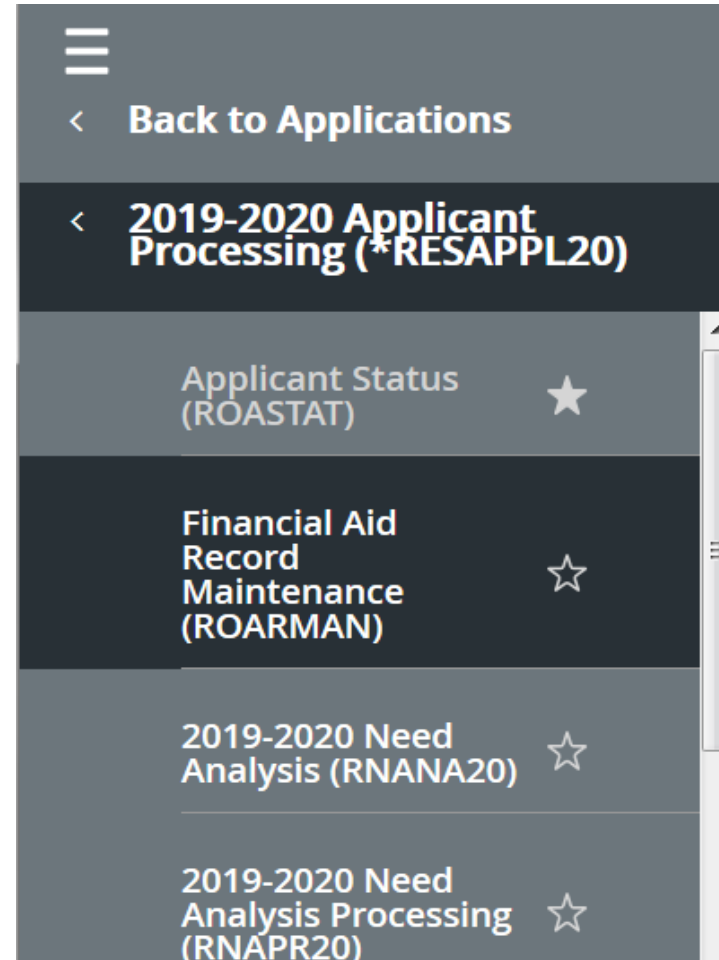 Back to Applications
2019-2020 Applicant
Processing (*RESAPPL20)
Applicant Status
(ROASTAT)
Financial Aid
Record
Maintenance
(ROARMAN)
2019-2020 Need
Analysis (RNANA20)
2019-2020 Need
Analysis Processing
(RNAPR20)